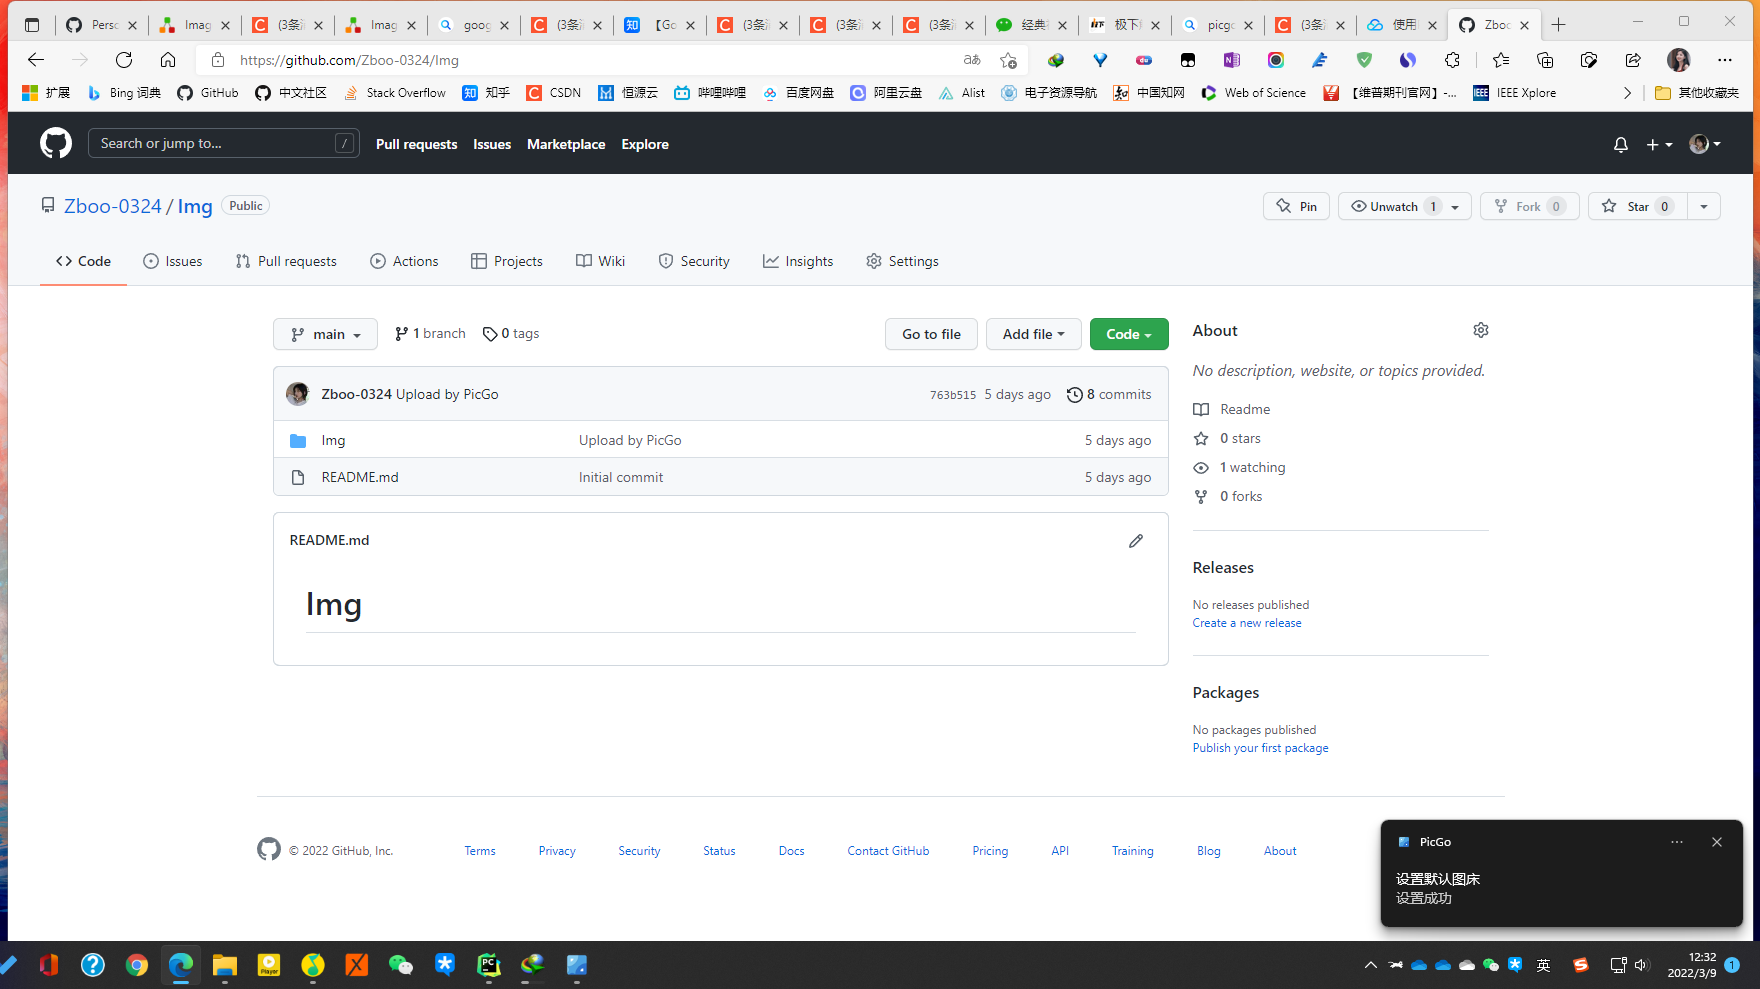 Persc
Imag
(3条
Imag
goog
(3条
【Go
(3条
(3条
(3条
经典
极下
picgo
(3条
使用
Zboo
https://github.com/Zboo-0324/Img
扩展
Bing 词典
GitHub
中文社区
Stack Overflow
知乎
CSDN
恒源云
哔哩哔哩
百度网盘
阿里云盘
Alist
电子资源导航
中国知网
Web of Science
【维普期刊官网】-...
IEEE Xplore
其他收藏夹
Search or jump to...
/
Pull requests
Issues
Marketplace
Explore
Zboo-0324 / Img
Public
Pin
Unwatch 1
Fork 0
Star 0
Code
Issues
Pull requests
Actions
Projects
Wiki
Security
Insights
Settings
main
1 branch
0 tags
Go to file
Add file
Code
Zboo-0324 Upload by PicGo
763b515 5 days ago
8 commits
Img
Upload by PicGo
5 days ago
README.md
Initial commit
5 days ago
README.md
Img
About
No description, website, or topics provided.
Readme
0 stars
1 watching
0 forks
Releases
No releases published
Create a new release
Packages
No packages published
Publish your first package
© 2022 GitHub, Inc.
Terms
Privacy
Security
Status
Docs
Contact GitHub
Pricing
API
Training
Blog
About
PicGo
设置默认图床
设置成功
英
12:32
2022/3/9
1